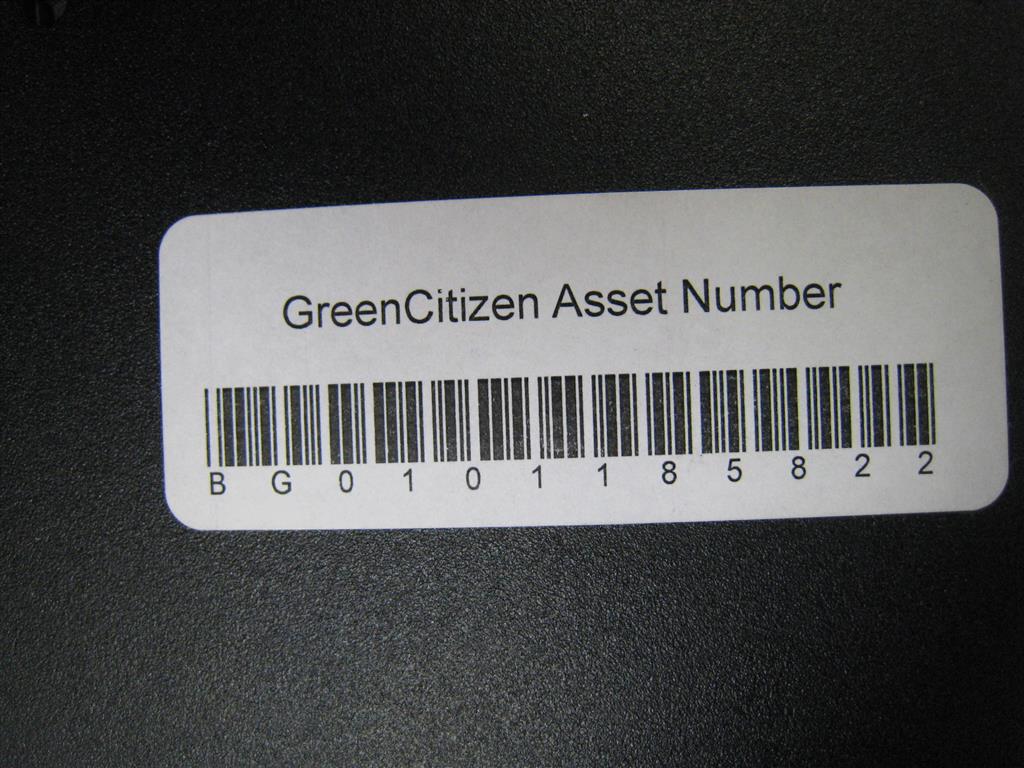 GreenCitizen Asset Number
B G 0 1 0 1 1 8 5 8 2 2